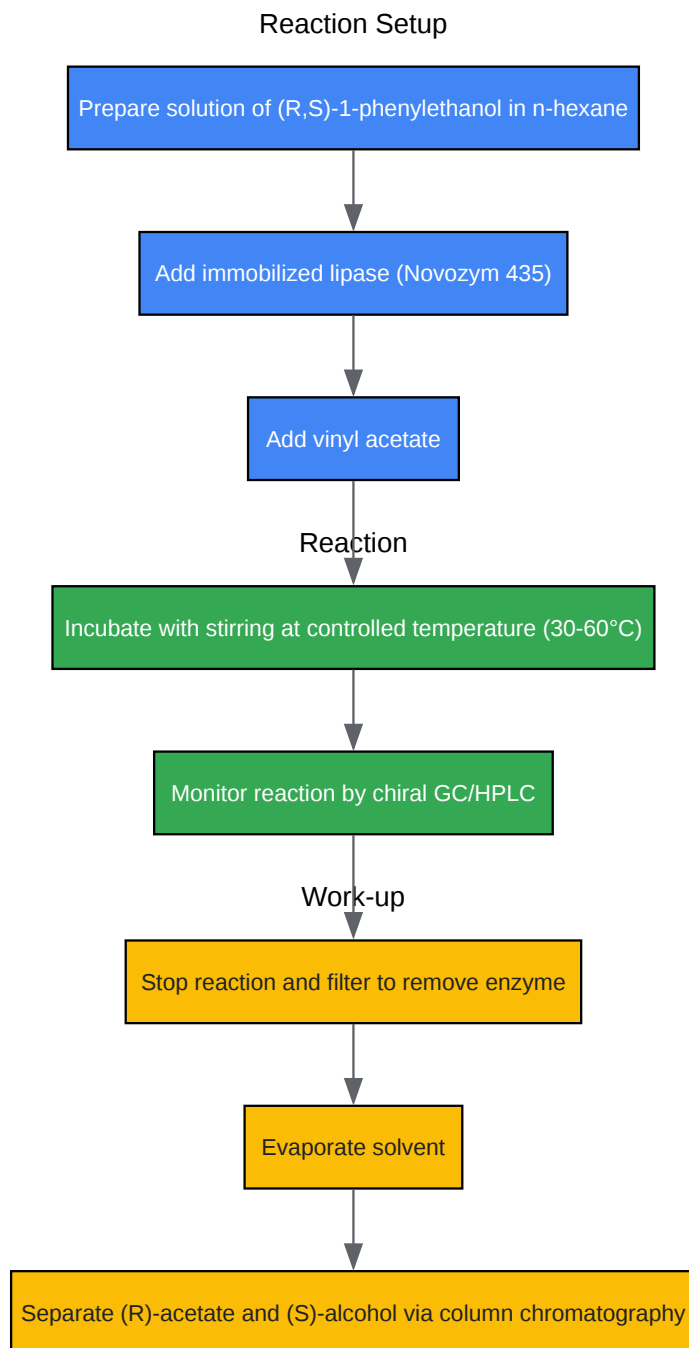 Reaction Setup
Prepare solution of (R,S)-1-phenylethanol in n-hexane
Add immobilized lipase (Novozym 435)
Add vinyl acetate
Reaction
Incubate with stirring at controlled temperature (30-60°C)
Monitor reaction by chiral GC/HPLC
Work-up
Stop reaction and filter to remove enzyme
Evaporate solvent
Separate (R)-acetate and (S)-alcohol via column chromatography